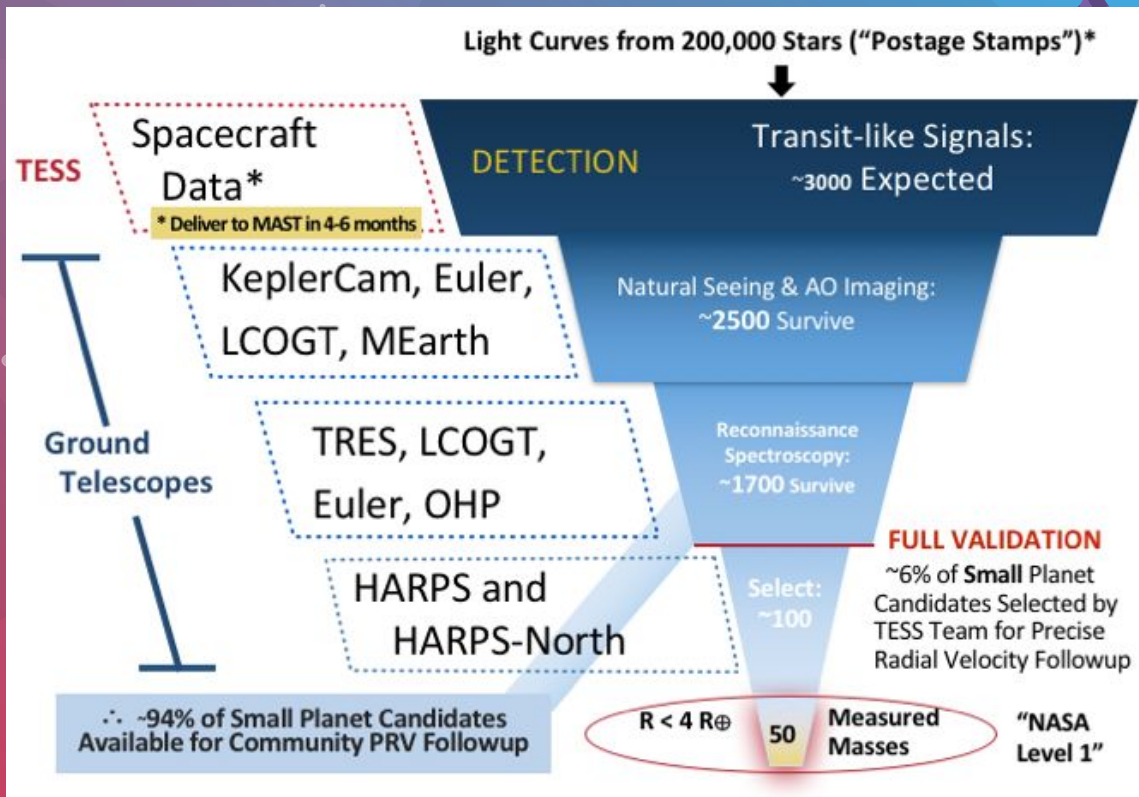 Light Curves from 200,000 Stars (“Postage Stamps”)*
TESS
Spacecraft
Data*
* Deliver to MAST in 4-6 months
DETECTION
Transit-like Signals:
~3000 Expected
KeplerCam, Euler,
LCOGT, MEarth
Natural Seeing & AO Imaging:
~2500 Survive
Ground
Telescopes
TRES, LCOGT,
Euler, OHP
Reconnaissance
Spectroscopy:
~1700 Survive
HARPS and
HARPS-North
Select:
~100
FULL VALIDATION
~6% of Small Planet
Candidates Selected by
TESS Team for Precise
Radial Velocity Followup
∴ ~94% of Small Planet Candidates
Available for Community PRV Followup
R < 4 R⊕
50
Measured
Masses
“NASA
Level 1”